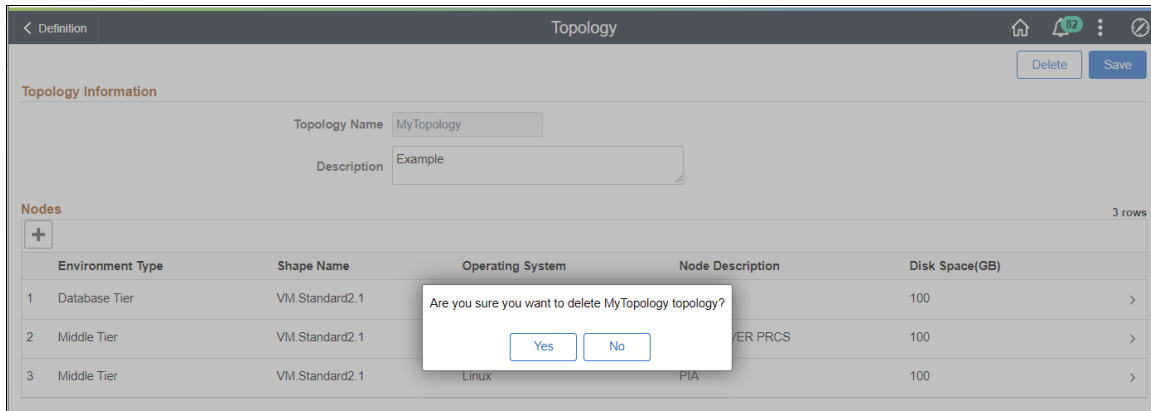 Definition
Topology
82
Delete
Save
Topology Information
Topology Name MyTopology
Description Example
Nodes
3 rows
Environment Type Shape Name Operating System Node Description Disk Space(GB)
1 Database Tier VM.Standard2.1 100
Are you sure you want to delete MyTopology topology?
2 Middle Tier VM.Standard2.1 PRCS 100
Yes No
3 Middle Tier VM.Standard2.1 Linux PIA 100